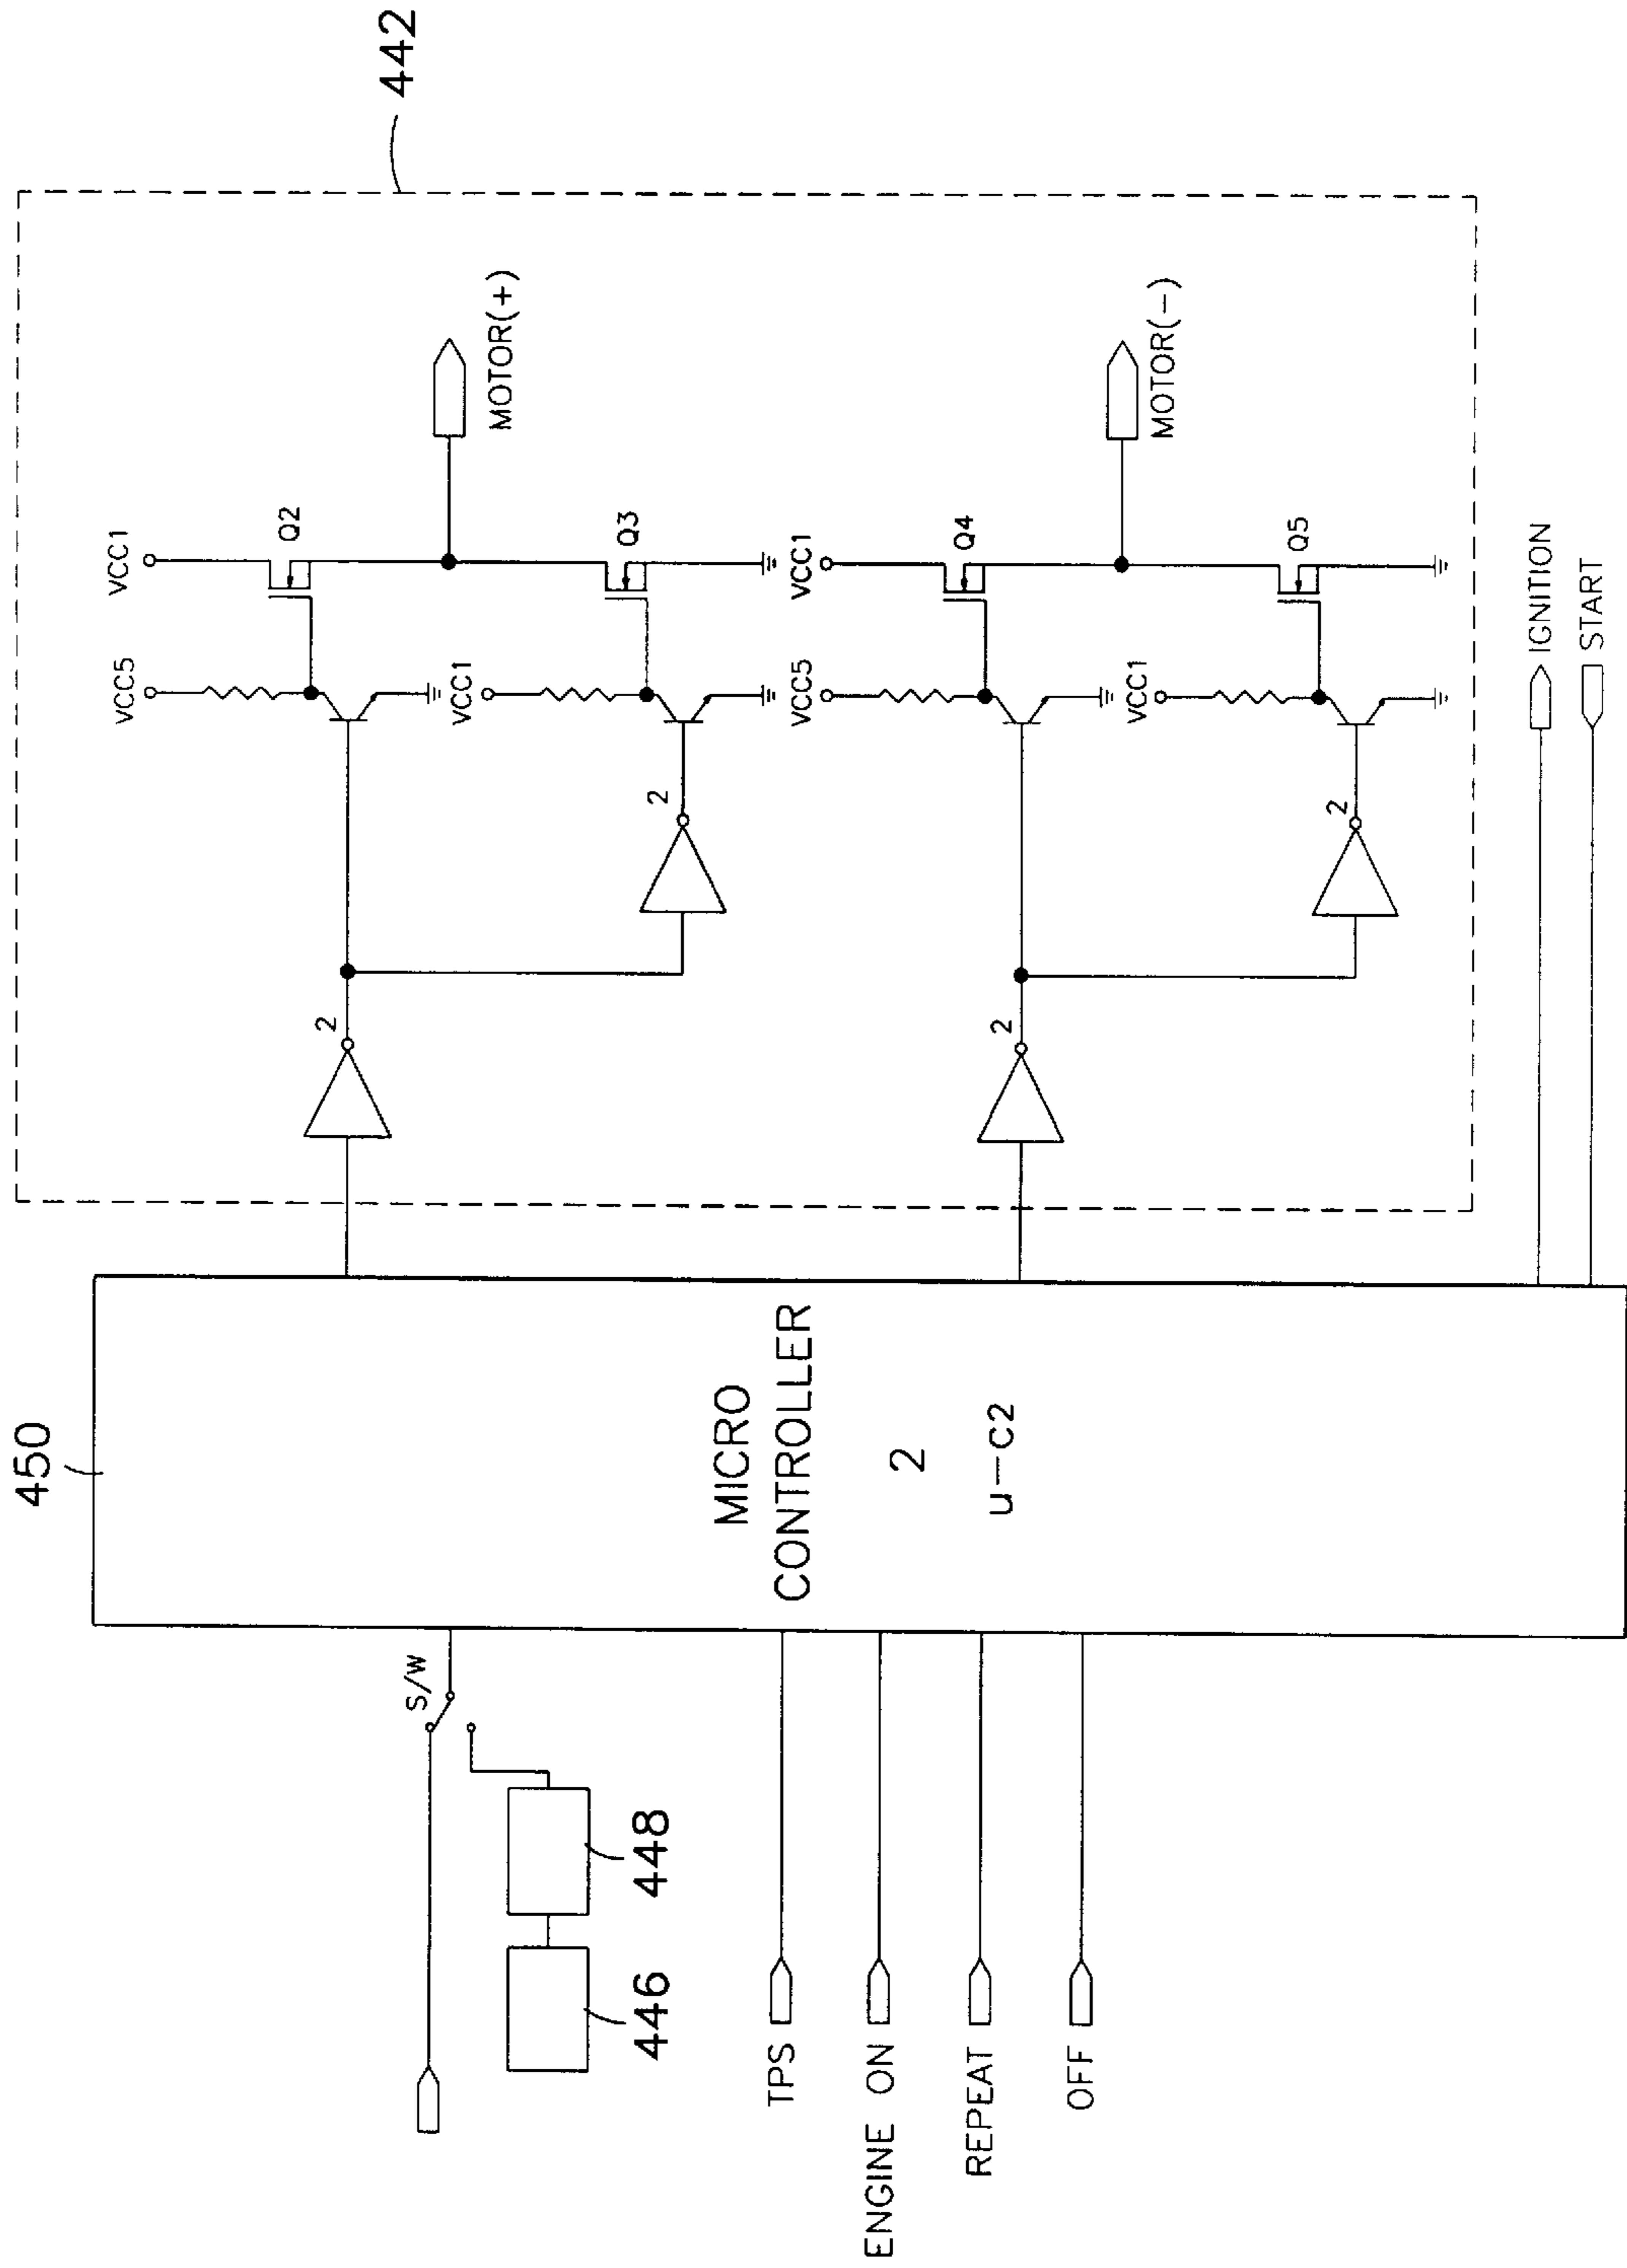 450
442
MICRO
CONTROLLER
2
u-c2
S/W
446
448
TPS
ENGINE ON
REPEAT
OFF
2
2
VCC5
VCC1
Q2
VCC1
Q3
MOTOR(+)
2
2
VCC5
VCC1
Q4
VCC1
Q5
MOTOR(-)
IGNITION
START